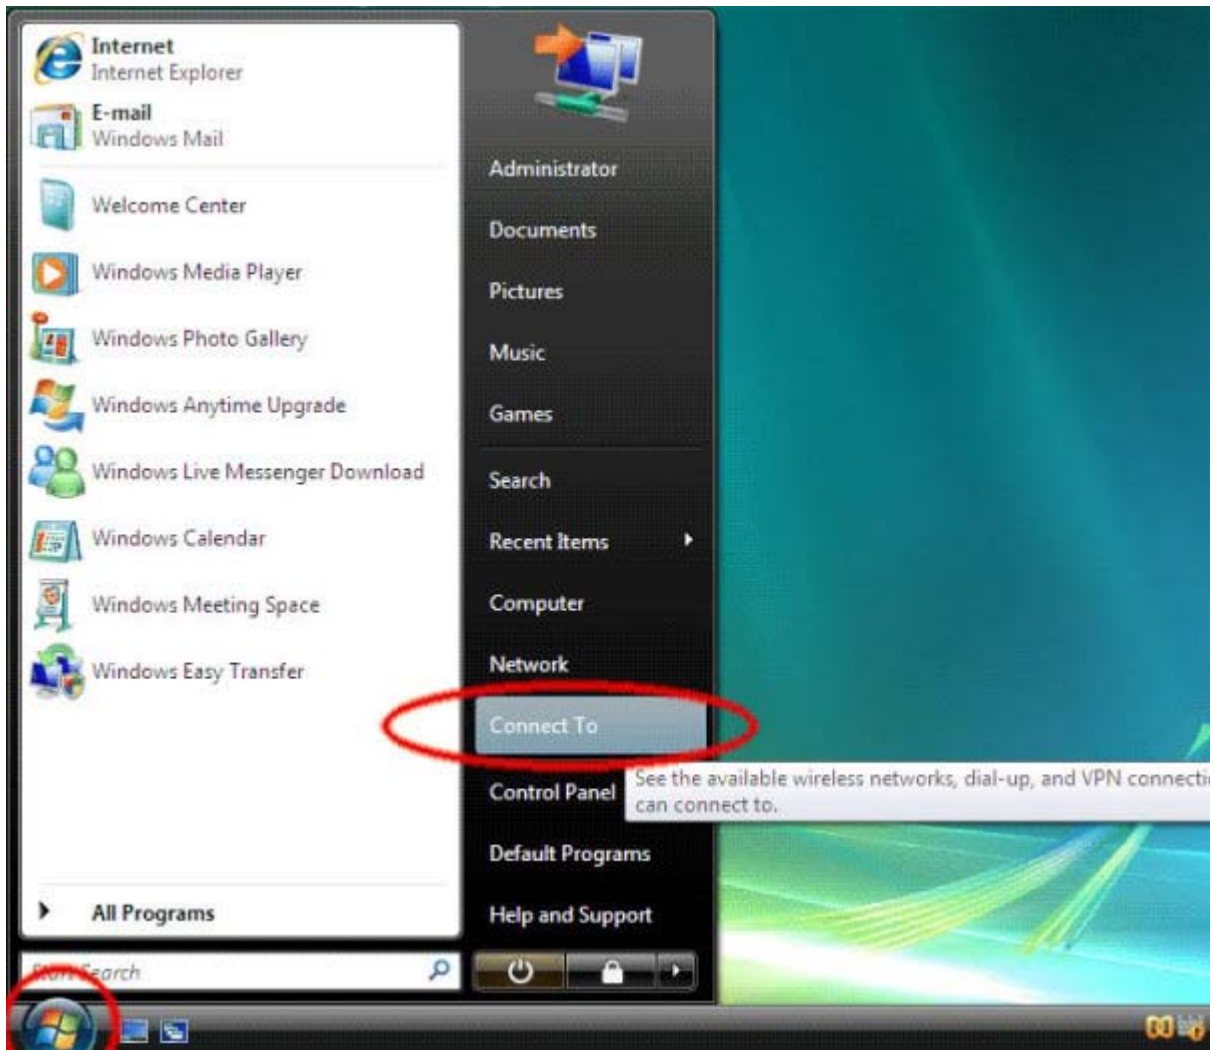 Internet
Internet Explorer
E-mail
Windows Mail
Welcome Center
Windows Media Player
Windows Photo Gallery
Windows Anytime Upgrade
Windows Live Messenger Download
Windows Calendar
Windows Meeting Space
Windows Easy Transfer
All Programs
Start Search
Administrator
Documents
Pictures
Music
Games
Search
Recent Items
Computer
Network
Connect To
Control Panel
Default Programs
Help and Support
See the available wireless networks, dial-up, and VPN connecti
can connect to.